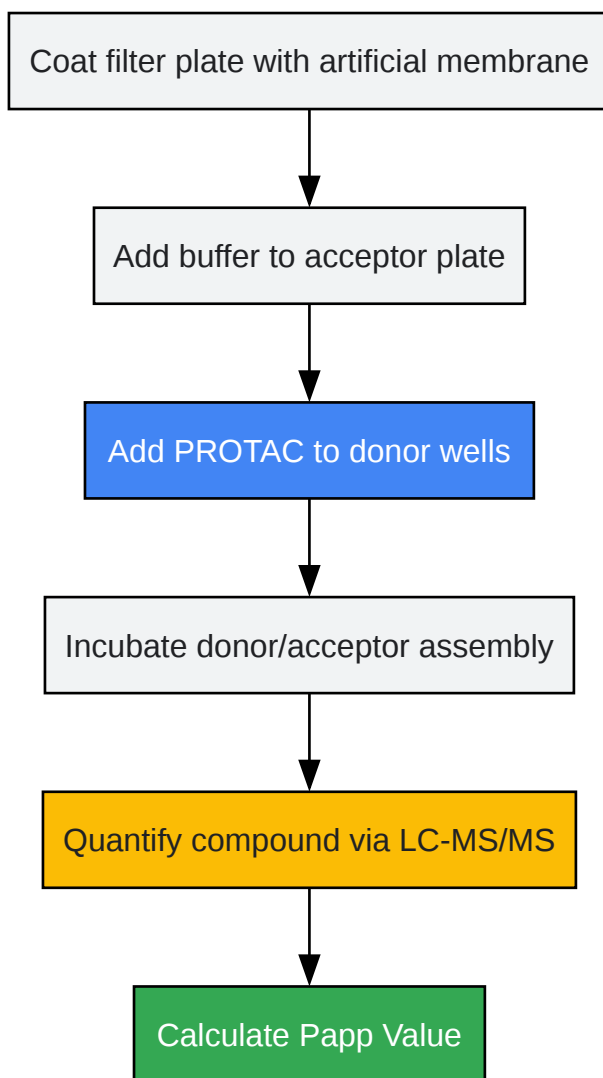 Coat filter plate with artificial membrane
Add buffer to acceptor plate
Add PROTAC to donor wells
Incubate donor/acceptor assembly
Quantify compound via LC-MS/MS
Calculate Papp Value